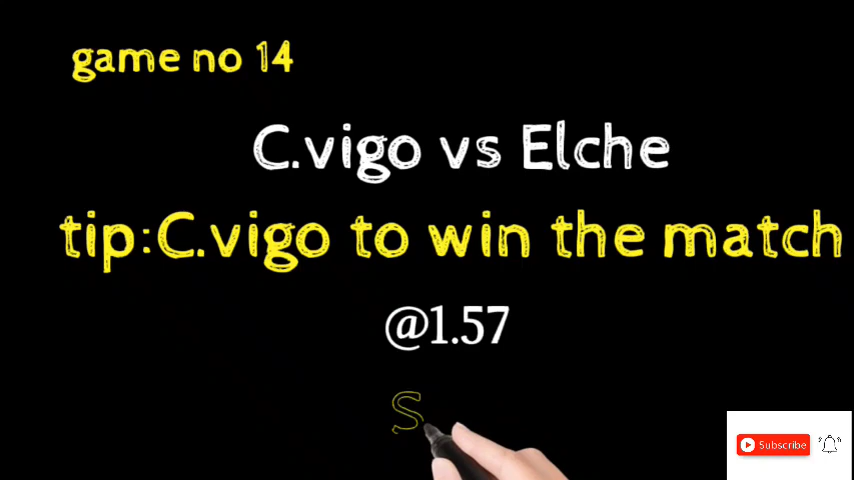 game no 14
C.vigo vs Elche
tip:C.vigo to win the match
@1.57
S
Subscribe